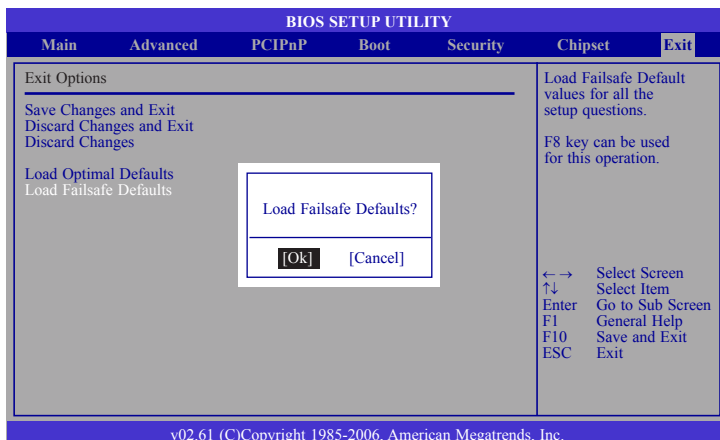 BIOS SETUP UTILITY
Main Advanced PCIPnP Boot Security Chipset Exit
Exit Options
Save Changes and Exit
Discard Changes and Exit
Discard Changes
Load Optimal Defaults
Load Failsafe Defaults
Load Failsafe Defaults?
[Ok] [Cancel]
Load Failsafe Default
values for all the
setup questions.
F8 key can be used
for this operation.
←→ Select Screen
↑↓ Select Item
Enter Go to Sub Screen
F1 General Help
F10 Save and Exit
ESC Exit
v02.61 (C)Copyright 1985-2006, American Megatrends, Inc.